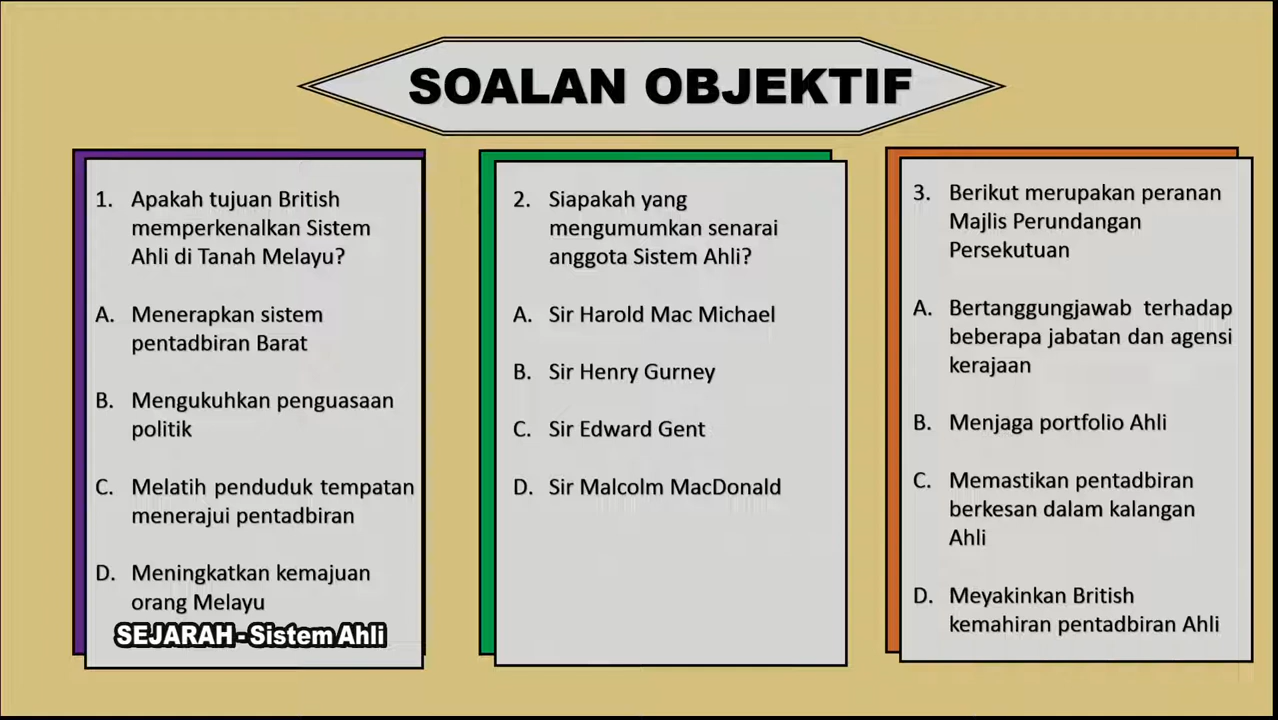 SOALAN OBJEKTIF
1. Apakah tujuan British
memperkenalkan Sistem
Ahli di Tanah Melayu?
A. Menerapkan sistem
pentadbiran Barat
B. Mengukuhkan penguasaan
politik
C. Melatih penduduk tempatan
menerajui pentadbiran
D. Meningkatkan kemajuan
orang Melayu
SEJARAH - Sistem Ahli
2. Siapakah yang
mengumumkan senarai
anggota Sistem Ahli?
A. Sir Harold Mac Michael
B. Sir Henry Gurney
C. Sir Edward Gent
D. Sir Malcolm MacDonald
3. Berikut merupakan peranan
Majlis Perundangan
Persekutuan
A. Bertanggungjawab terhadap
beberapa jabatan dan agensi
kerajaan
B. Menjaga portfolio Ahli
C. Memastikan pentadbiran
berkesan dalam kalangan
Ahli
D. Meyakinkan British
kemahiran pentadbiran Ahli